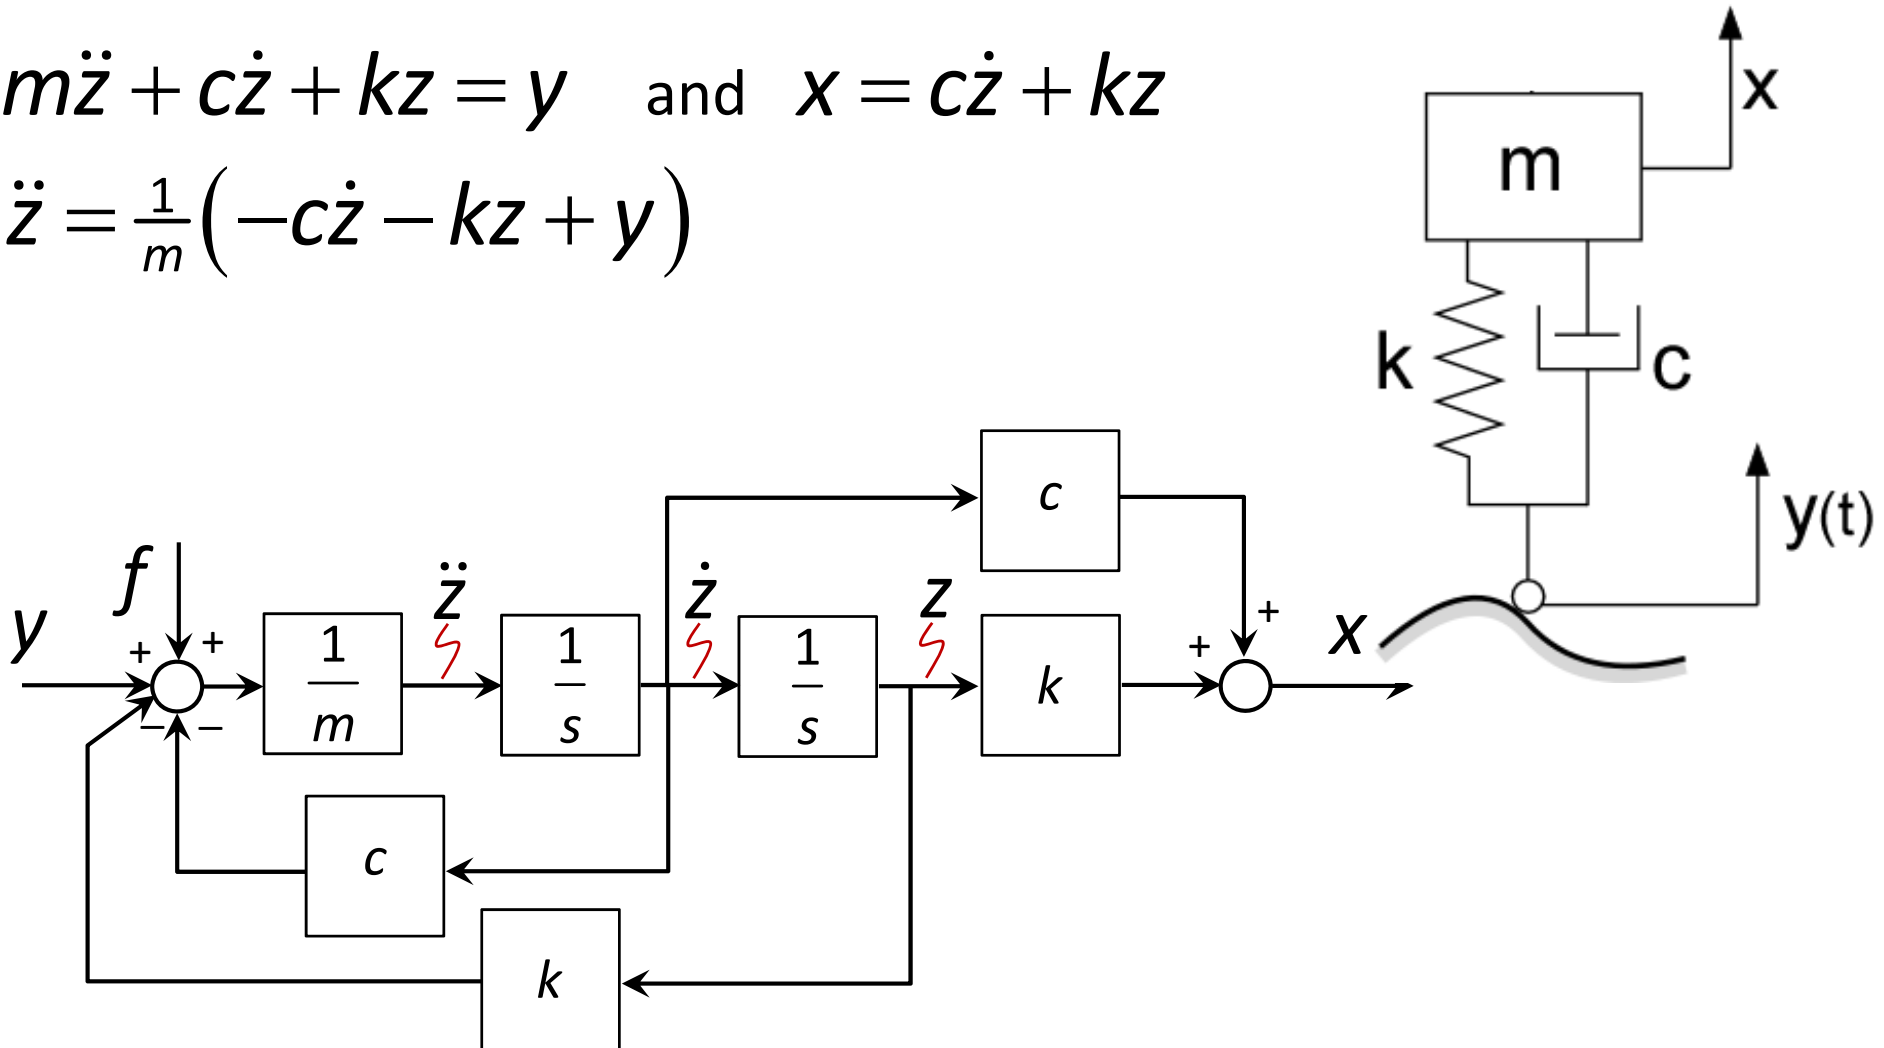 mz̈ + cż + kz = y and x = cż + kz
z̈ = 1/m (−cż − kz + y)
x
m
k
c
y(t)
c
f
z̈
ż
z
y
+
+
+
+
x
1/m
1/s
1/s
k
−
−
c
k